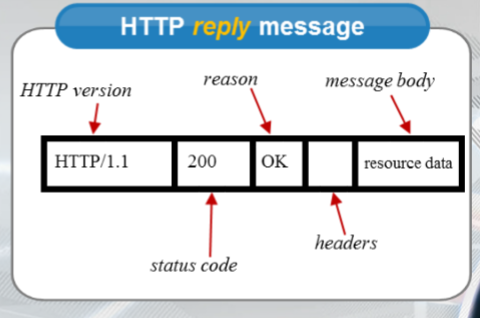 HTTP reply message
HTTP version
reason
message body
HTTP/1.1
200
OK
resource data
status code
headers